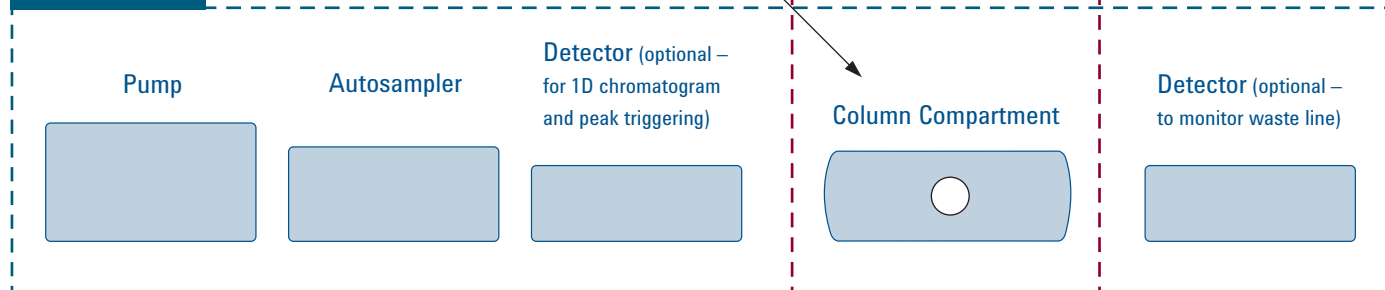 Pump
Autosampler
Detector (optional –
for 1D chromatogram
and peak triggering)
Column Compartment
Detector (optional –
to monitor waste line)